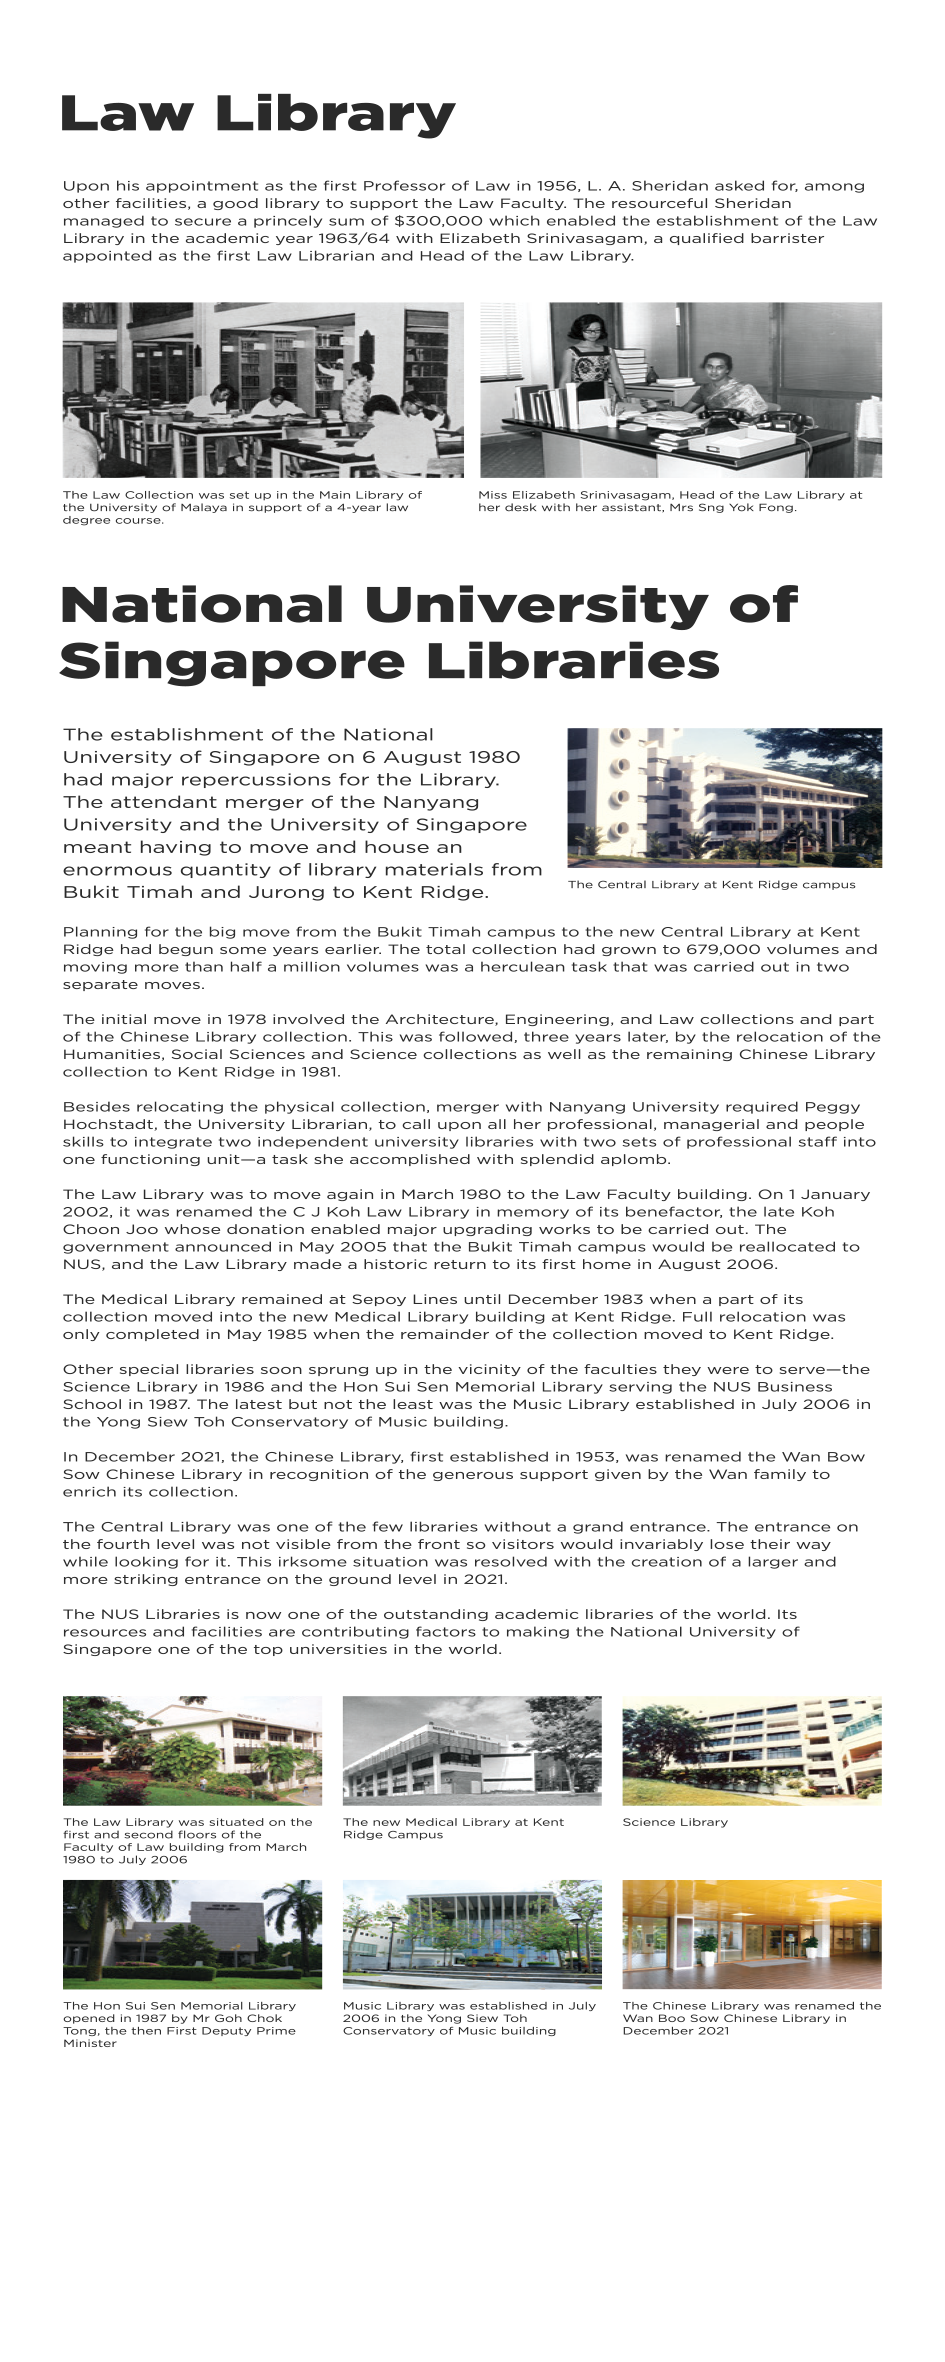 Law Library
Upon his appointment as the first Professor of Law in 1956, L. A. Sheridan asked for, among
other facilities, a good library to support the Law Faculty. The resourceful Sheridan
managed to secure a princely sum of $300,000 which enabled the establishment of the Law
Library in the academic year 1963/64 with Elizabeth Srinivasagam, a qualified barrister
appointed as the first Law Librarian and Head of the Law Library.
The Law Collection was set up in the Main Library of
the University of Malaya in support of a 4-year law
degree course.
Miss Elizabeth Srinivasagam, Head of the Law Library at
her desk with her assistant, Mrs Sng Yok Fong.
National University of
Singapore Libraries
The establishment of the National
University of Singapore on 6 August 1980
had major repercussions for the Library.
The attendant merger of the Nanyang
University and the University of Singapore
meant having to move and house an
enormous quantity of library materials from
Bukit Timah and Jurong to Kent Ridge.
The Central Library at Kent Ridge campus
Planning for the big move from the Bukit Timah campus to the new Central Library at Kent
Ridge had begun some years earlier. The total collection had grown to 679,000 volumes and
moving more than half a million volumes was a herculean task that was carried out in two
separate moves.
The initial move in 1978 involved the Architecture, Engineering, and Law collections and part
of the Chinese Library collection. This was followed, three years later, by the relocation of the
Humanities, Social Sciences and Science collections as well as the remaining Chinese Library
collection to Kent Ridge in 1981.
Besides relocating the physical collection, merger with Nanyang University required Peggy
Hochstadt, the University Librarian, to call upon all her professional, managerial and people
skills to integrate two independent university libraries with two sets of professional staff into
one functioning unit—a task she accomplished with splendid aplomb.
The Law Library was to move again in March 1980 to the Law Faculty building. On 1 January
2002, it was renamed the C J Koh Law Library in memory of its benefactor, the late Koh
Choon Joo whose donation enabled major upgrading works to be carried out. The
government announced in May 2005 that the Bukit Timah campus would be reallocated to
NUS, and the Law Library made a historic return to its first home in August 2006.
The Medical Library remained at Sepoy Lines until December 1983 when a part of its
collection moved into the new Medical Library building at Kent Ridge. Full relocation was
only completed in May 1985 when the remainder of the collection moved to Kent Ridge.
Other special libraries soon sprung up in the vicinity of the faculties they were to serve—the
Science Library in 1986 and the Hon Sui Sen Memorial Library serving the NUS Business
School in 1987. The latest but not the least was the Music Library established in July 2006 in
the Yong Siew Toh Conservatory of Music building.
In December 2021, the Chinese Library, first established in 1953, was renamed the Wan Bow
Sow Chinese Library in recognition of the generous support given by the Wan family to
enrich its collection.
The Central Library was one of the few libraries without a grand entrance. The entrance on
the fourth level was not visible from the front so visitors would invariably lose their way
while looking for it. This irksome situation was resolved with the creation of a larger and
more striking entrance on the ground level in 2021.
The NUS Libraries is now one of the outstanding academic libraries of the world. Its
resources and facilities are contributing factors to making the National University of
Singapore one of the top universities in the world.
The Law Library was situated on the
first and second floors of the
Faculty of Law building from March
1980 to July 2006
The new Medical Library at Kent
Ridge Campus
Science Library
The Hon Sui Sen Memorial Library
opened in 1987 by Mr Goh Chok
Tong, the then First Deputy Prime
Minister
Music Library was established in July
2006 in the Yong Siew Toh
Conservatory of Music building
The Chinese Library was renamed the
Wan Boo Sow Chinese Library in
December 2021